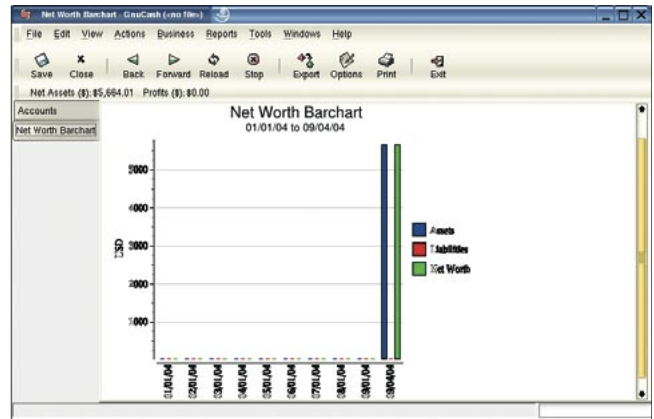 Net Worth Barchart - GnuCash (<no file>)
File Edit View Actions Business Reports Tools Windows Help
Save Close Back Forward Reload Stop Export Options Print Exit
Net Assets ($): $5,664.01 Profits ($): $0.00
Accounts
Net Worth Barchart
Net Worth Barchart
01/01/04 to 09/04/04
5000
4000
3000
2000
1000
USD
Assets
Liabilities
Net Worth
01/01/04
02/01/04
03/01/04
04/01/04
05/01/04
06/01/04
07/01/04
08/01/04
09/01/04
09/04/04